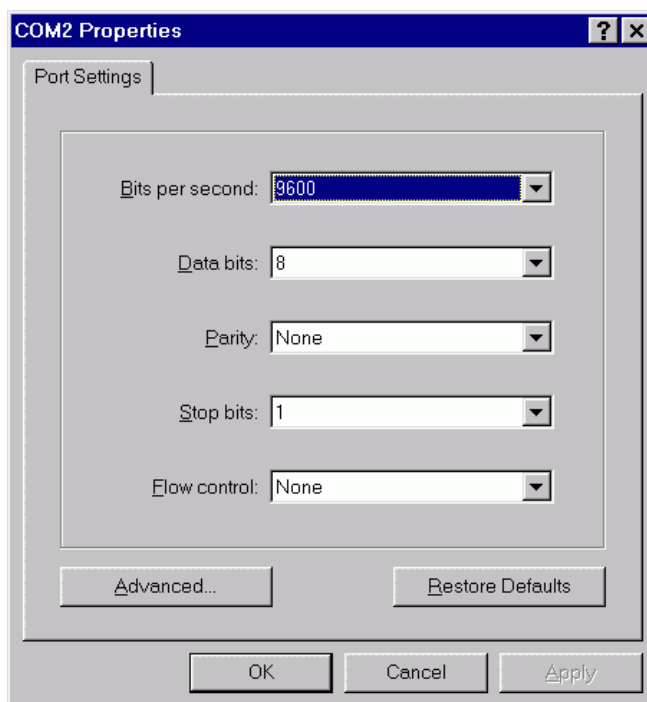 COM2 Properties
Port Settings
Bits per second: 9600
Data bits: 8
Parity: None
Stop bits: 1
Flow control: None
Advanced... Restore Defaults
OK Cancel Apply